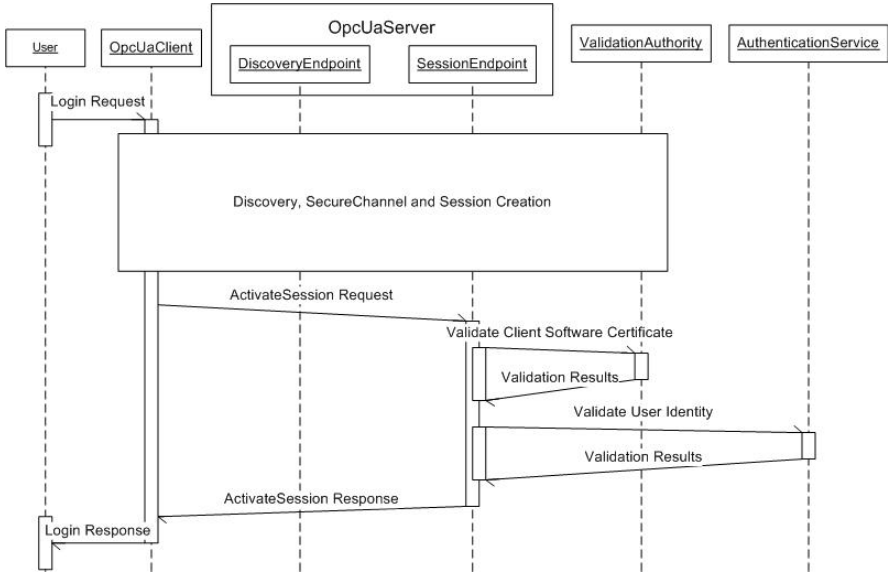 OpcUaServer
User
OpcUaClient
DiscoveryEndpoint
SessionEndpoint
ValidationAuthority
AuthenticationService
Login Request
Discovery, SecureChannel and Session Creation
ActivateSession Request
Validate Client Software Certificate
Validation Results
Validate User Identity
Validation Results
ActivateSession Response
Login Response